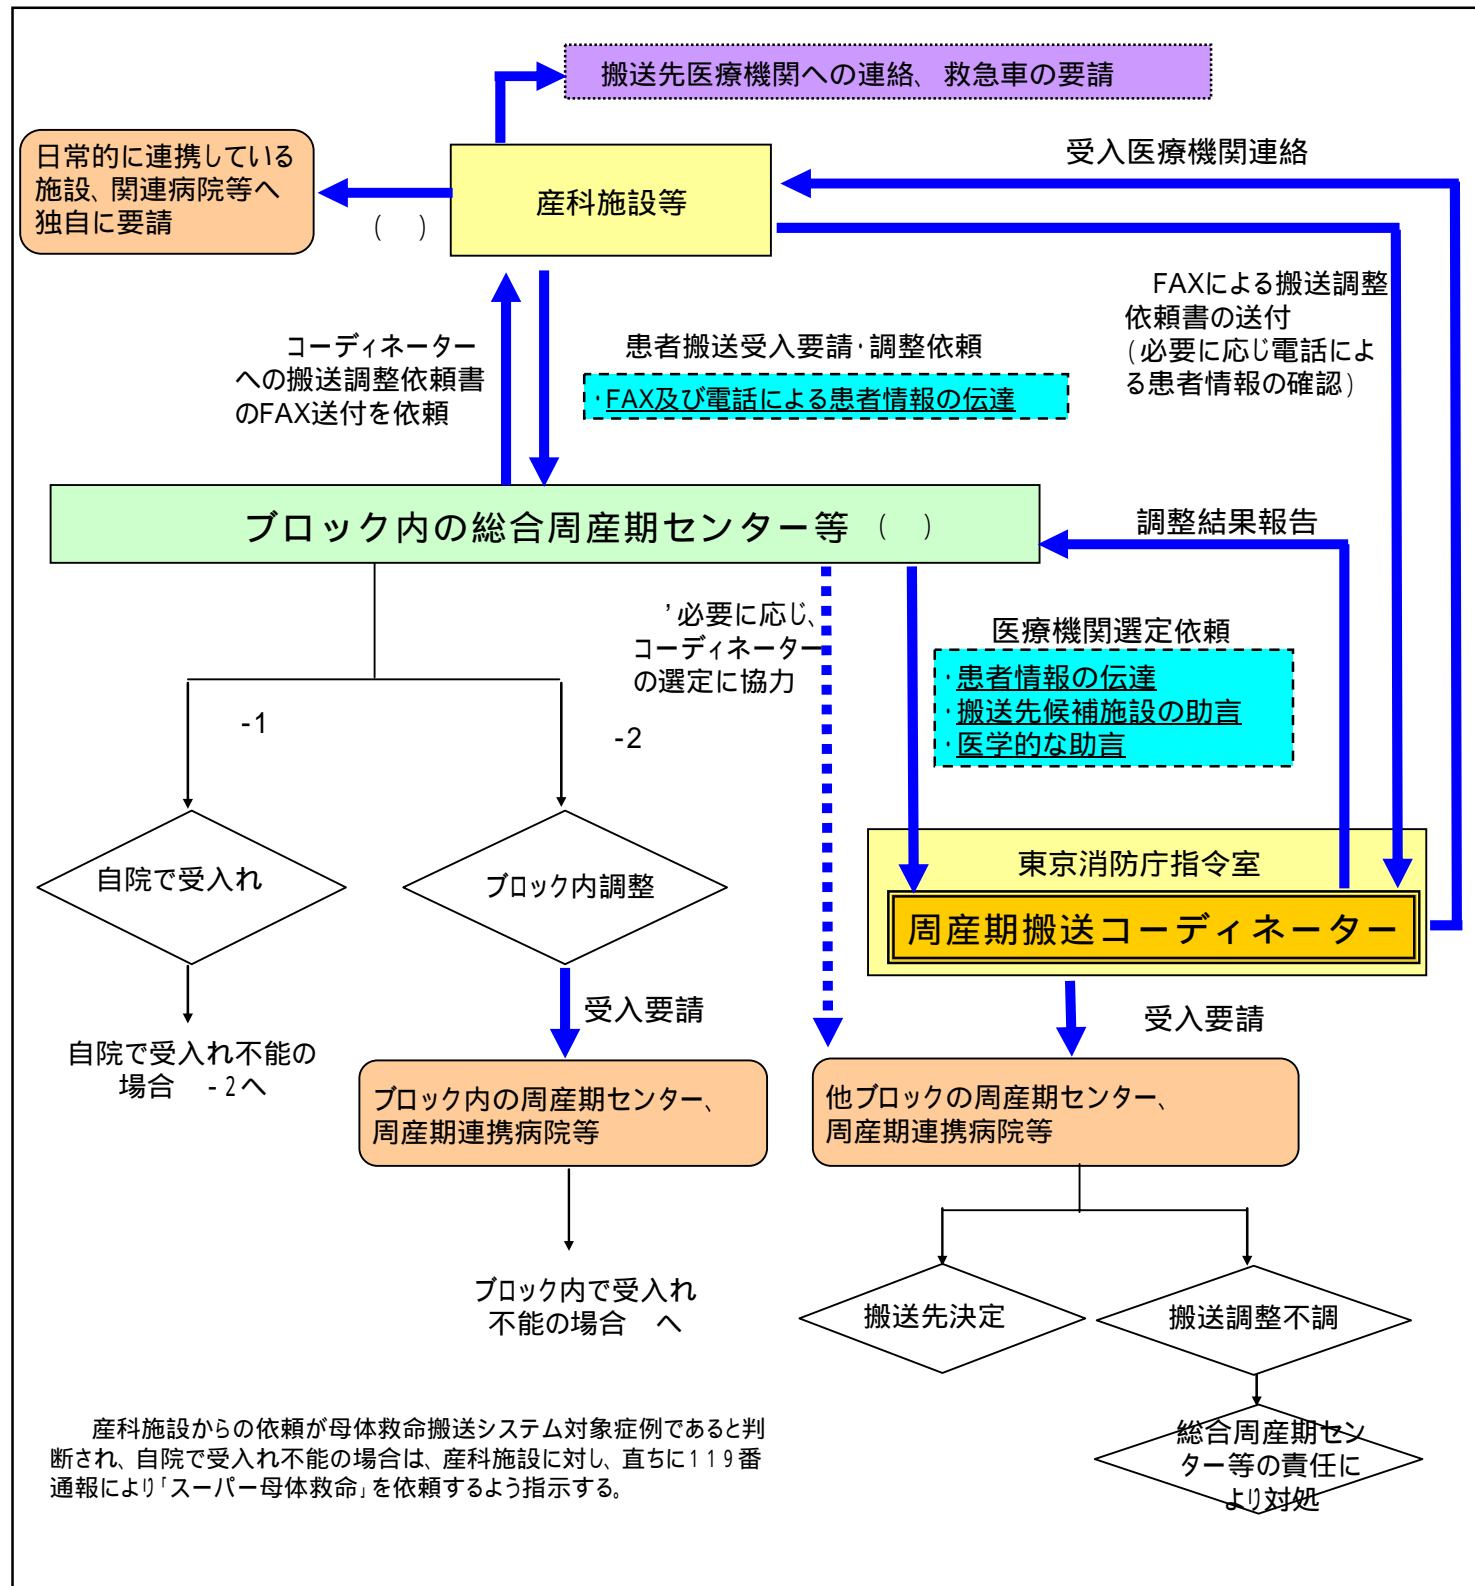 搬送先医療機関への連絡、救急車の要請
日常的に連携している
施設、関連病院等へ
独自に要請
(　)
産科施設等
受入医療機関連絡
FAXによる搬送調整
依頼書の送付
(必要に応じ電話によ
る患者情報の確認)
コーディネーター
への搬送調整依頼書
のFAX送付を依頼
患者搬送受入要請・調整依頼
・FAX及び電話による患者情報の伝達
ブロック内の総合周産期センター等 (　)
調整結果報告
’必要に応じ、
コーディネーター
の選定に協力
医療機関選定依頼
・患者情報の伝達
・搬送先候補施設の助言
・医学的な助言
-1
-2
自院で受入れ
ブロック内調整
東京消防庁指令室
周産期搬送コーディネーター
受入要請
受入要請
自院で受入れ不能の
場合　-2へ
ブロック内の周産期センター、
周産期連携病院等
他ブロックの周産期センター、
周産期連携病院等
ブロック内で受入れ
不能の場合　へ
搬送先決定
搬送調整不調
総合周産期セン
ター等の責任に
より対処
産科施設からの依頼が母体救命搬送システム対象症例であると判
断され、自院で受入れ不能の場合は、産科施設に対し、直ちに119番
通報により「スーパー母体救命」を依頼するよう指示する。